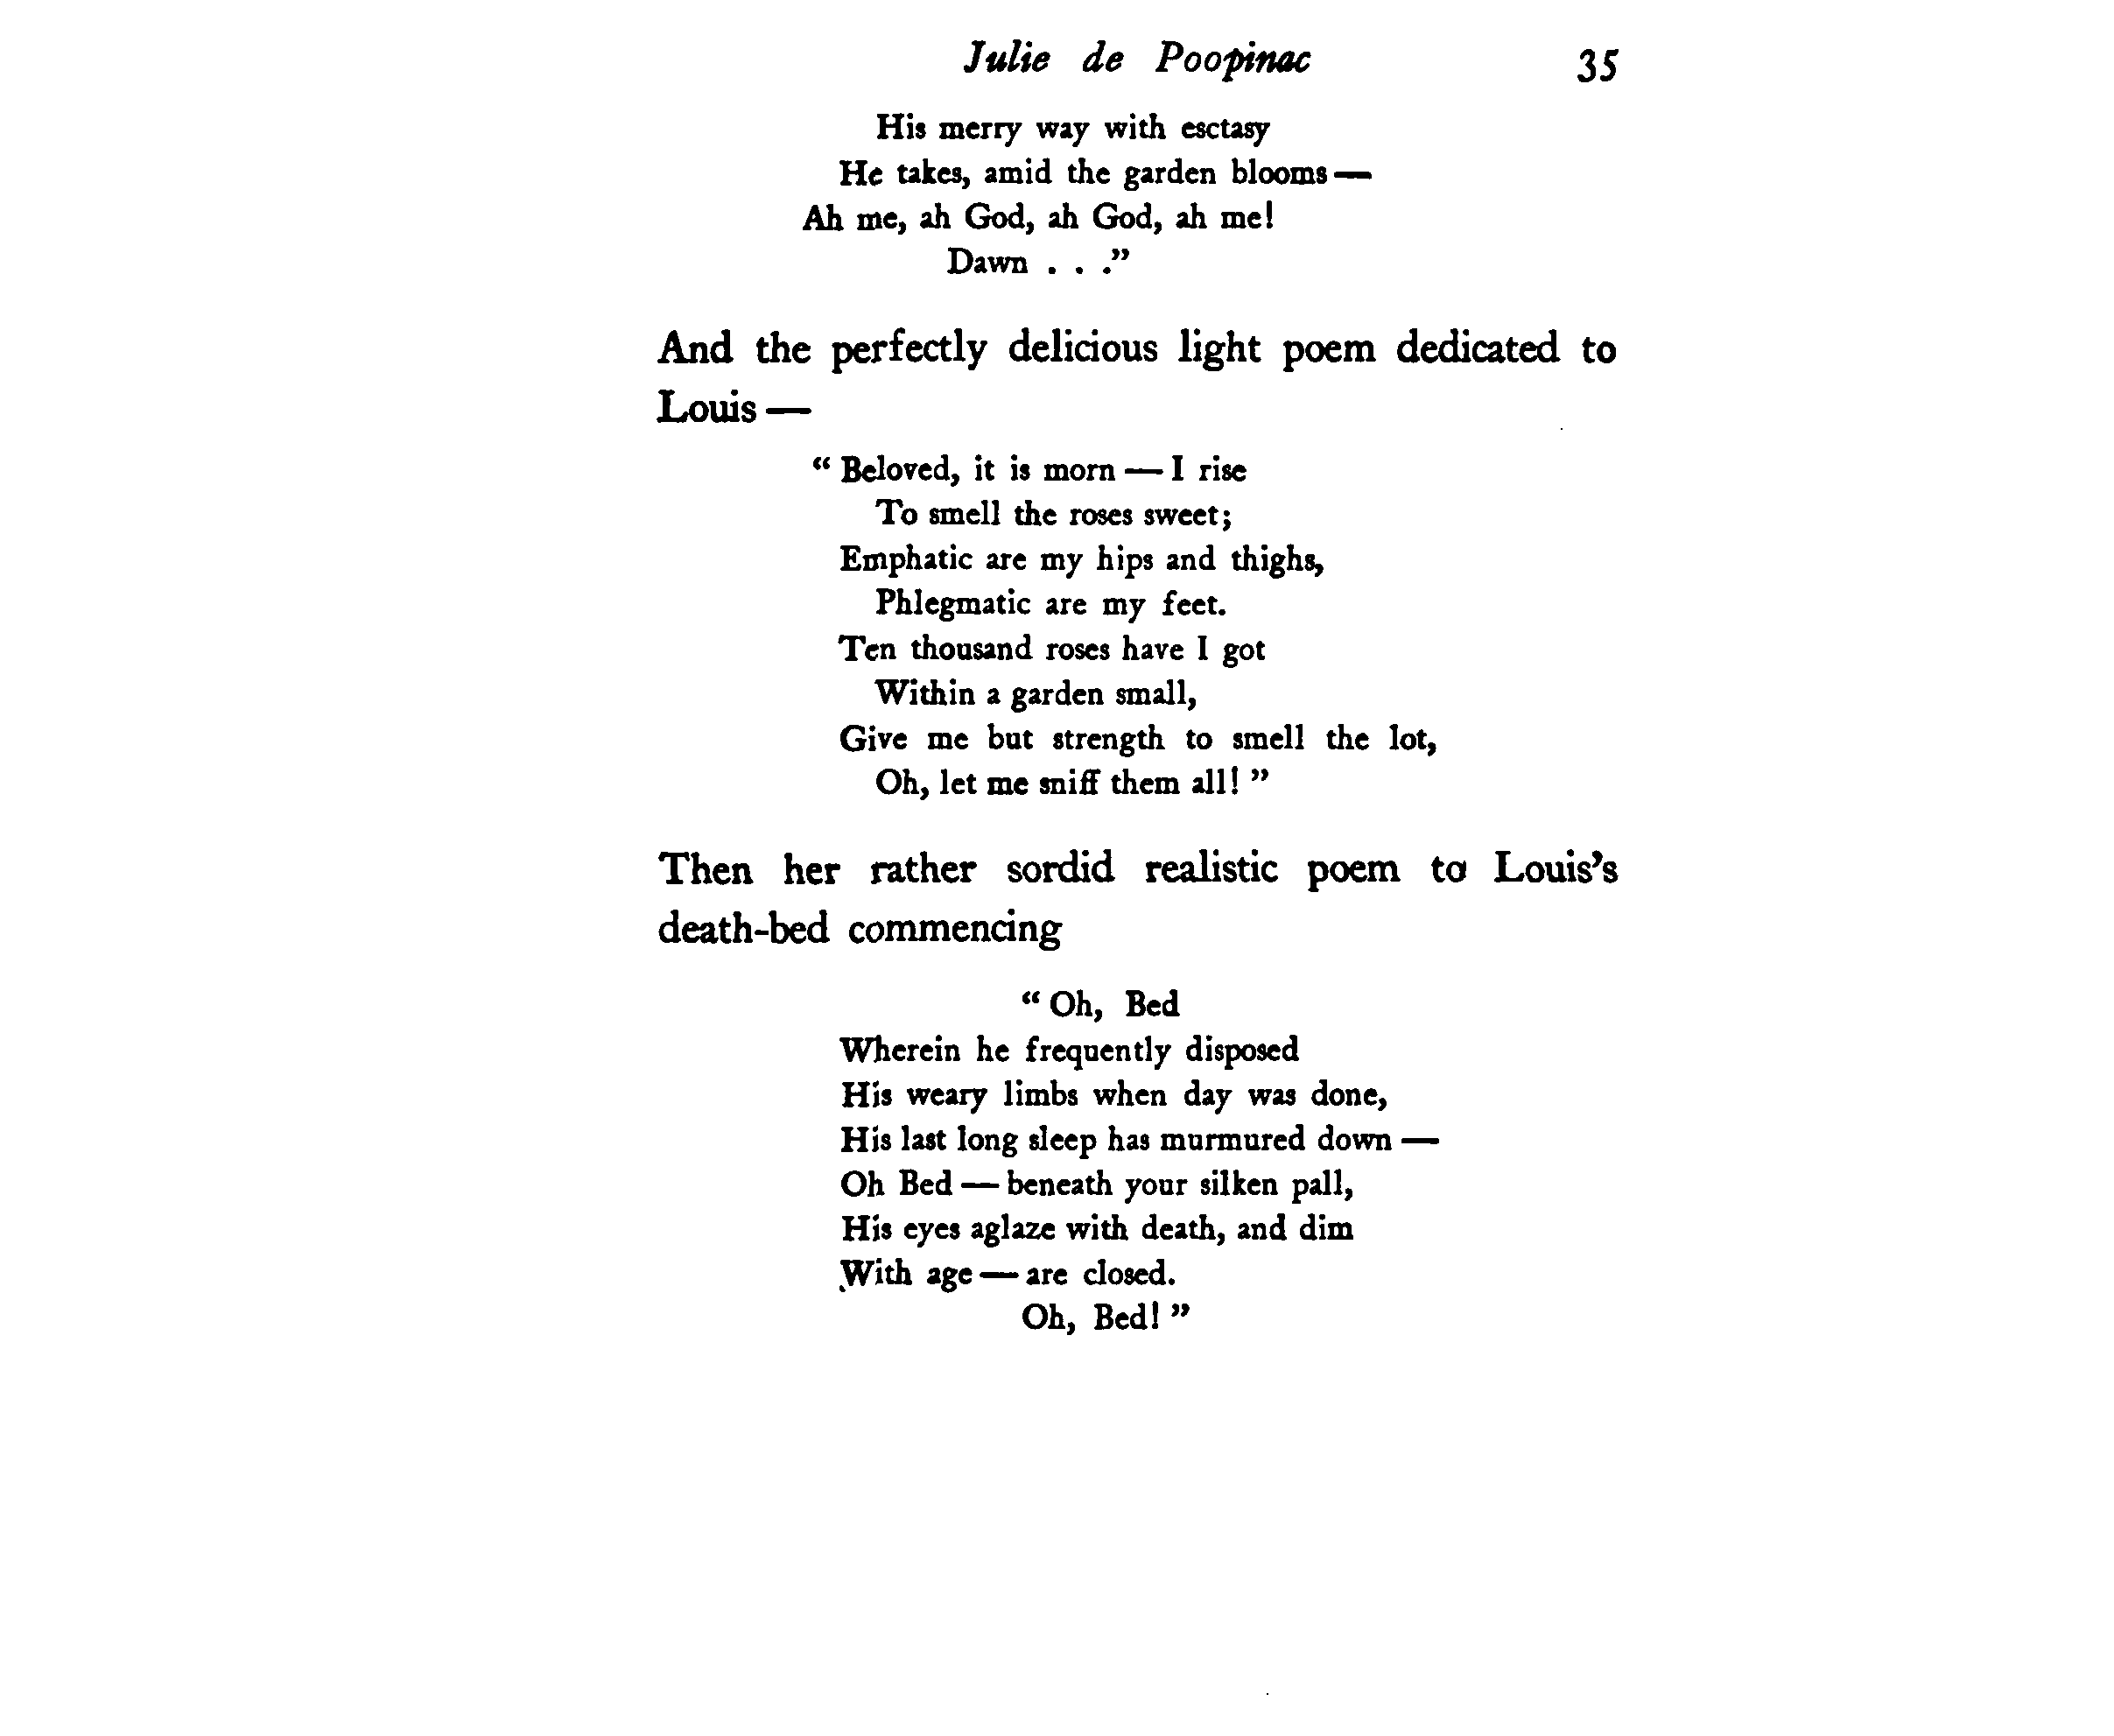 Julie de Poopinac 35
His merry way with esctasy
He takes, amid the garden blooms —
Ah me, ah God, ah God, ah me!
Dawn . . ."
And the perfectly delicious light poem dedicated to
Louis —
" Beloved, it is morn — I rise
To smell the roses sweet;
Emphatic are my hips and thighs,
Phlegmatic are my feet.
Ten thousand roses have I got
Within a garden small,
Give me but strength to smell the lot,
Oh, let me sniff them all! "
Then her rather sordid realistic poem to Louis's
death-bed commencing
" Oh, Bed
Wherein he frequently disposed
His weary limbs when day was done,
His last long sleep has murmured down —
Oh Bed — beneath your silken pall,
His eyes aglaze with death, and dim
With age — are closed.
Oh, Bed! "